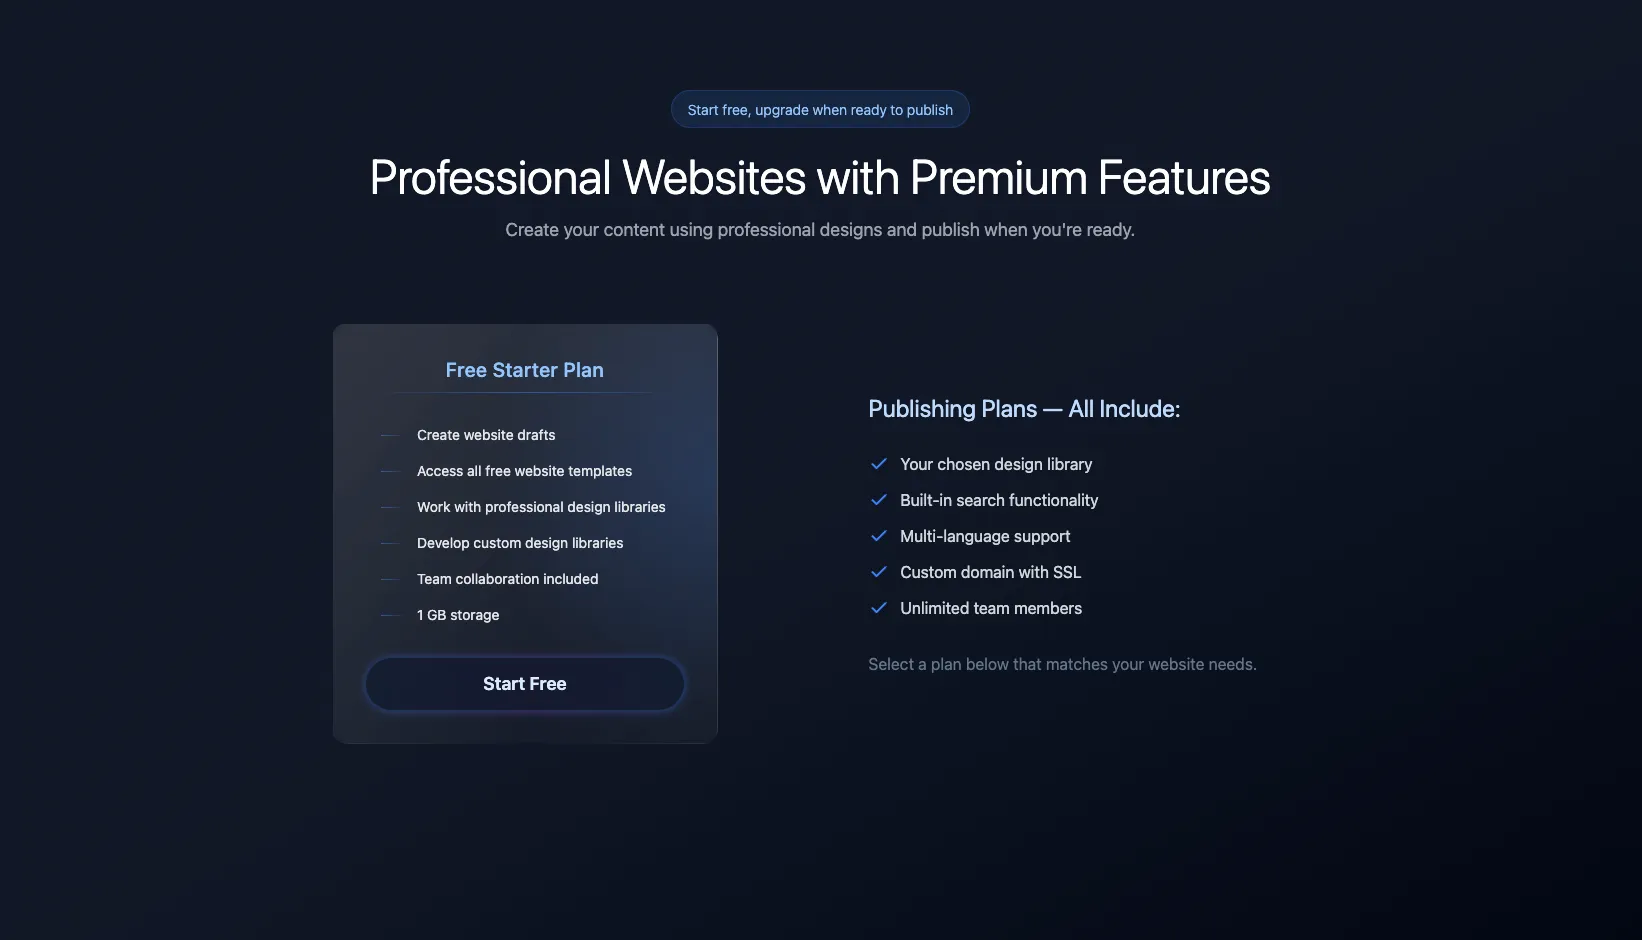 Start free, upgrade when ready to publish
Professional Websites with Premium Features
Create your content using professional designs and publish when you're ready.
Free Starter Plan
Create website drafts
Access all free website templates
Work with professional design libraries
Develop custom design libraries
Team collaboration included
1 GB storage
Start Free
Publishing Plans — All Include:
Your chosen design library
Built-in search functionality
Multi-language support
Custom domain with SSL
Unlimited team members
Select a plan below that matches your website needs.